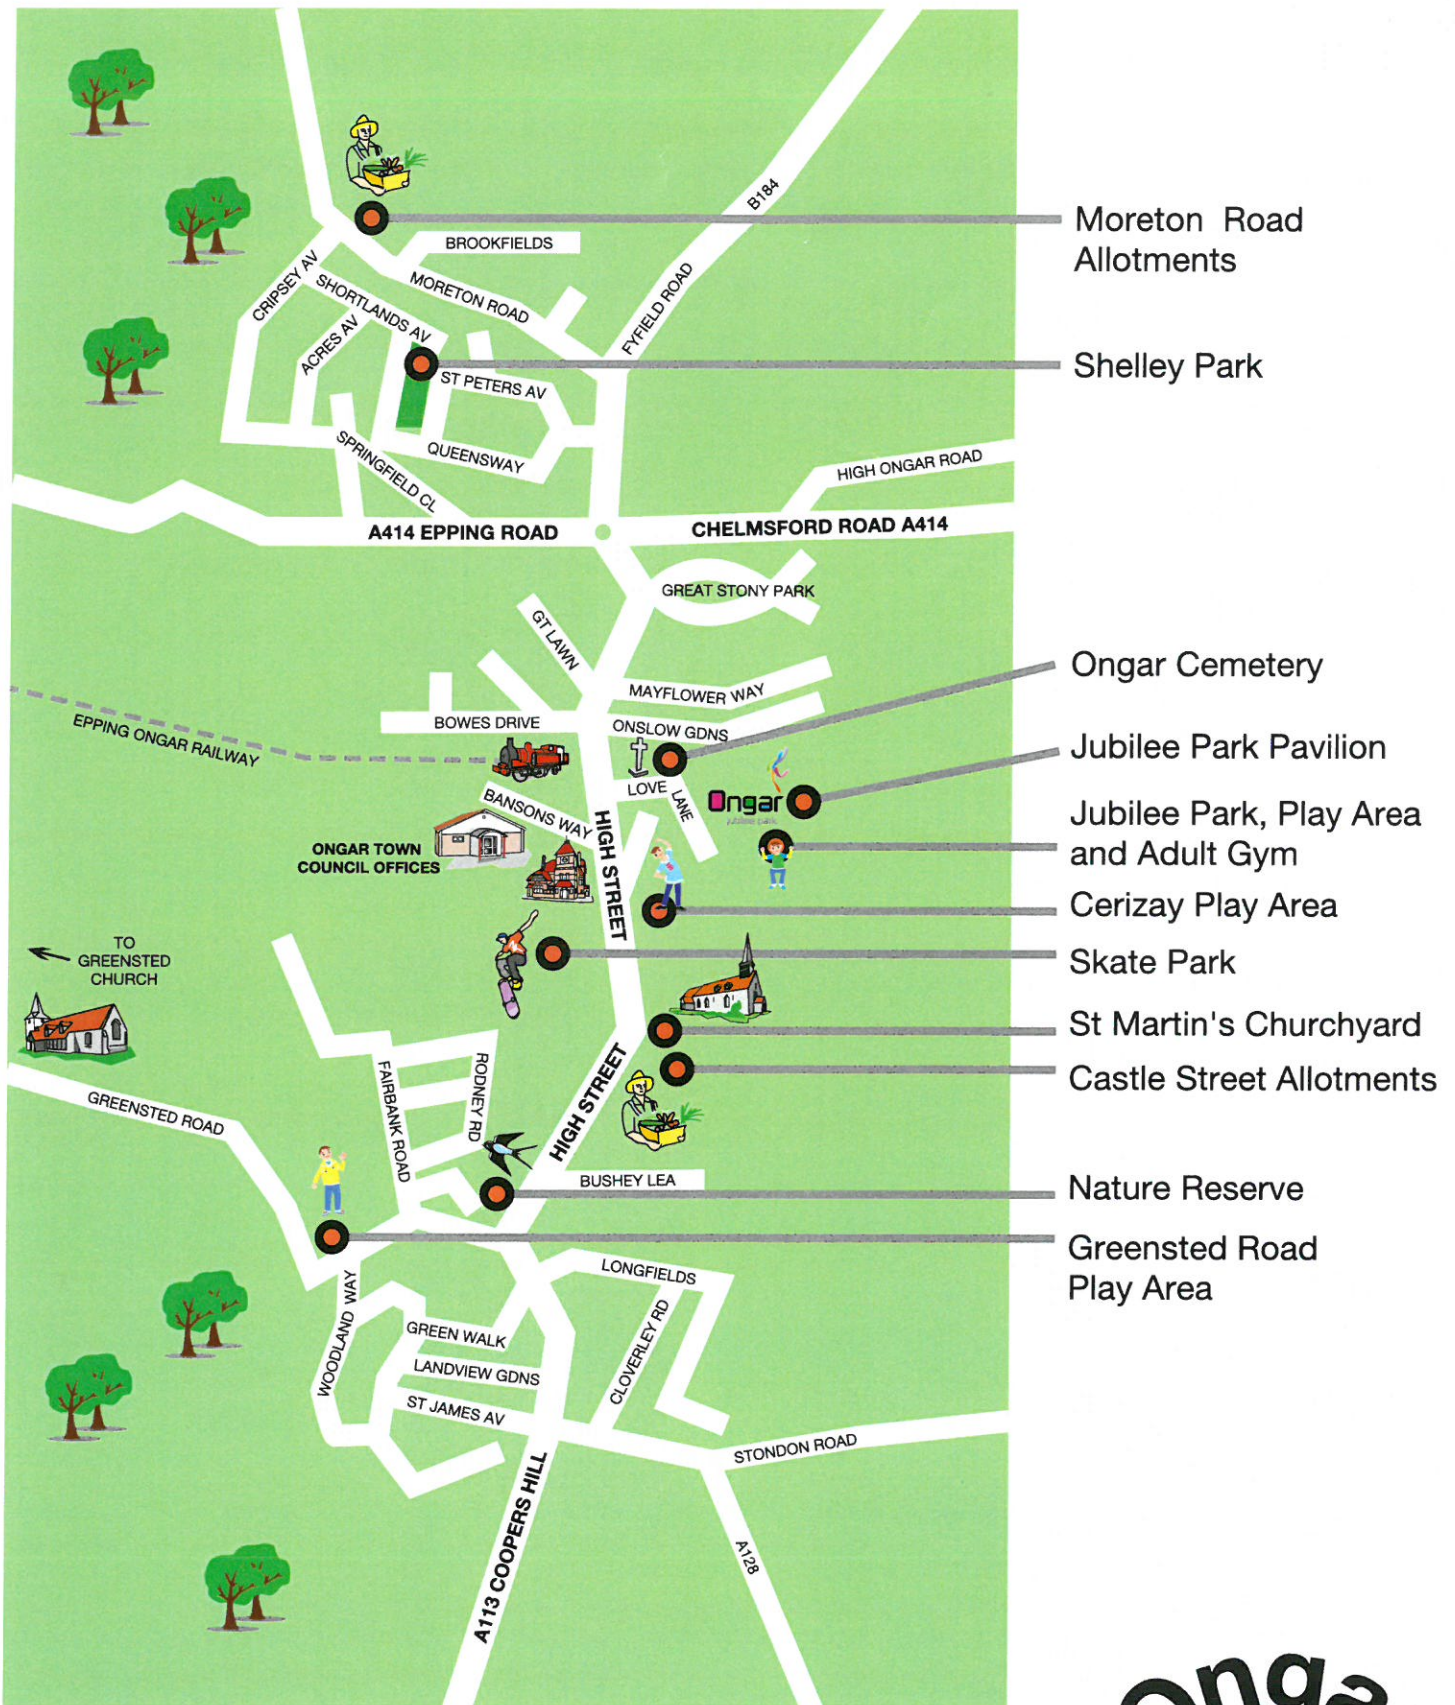 B184
Moreton Road
Allotments
BROOKFIELDS
CRIPSEY AV
SHORTLANDS AV
MORETON ROAD
FYFIELD ROAD
ACRES AV
Shelley Park
ST PETERS AV
SPRINGFIELD CL
QUEENSWAY
HIGH ONGAR ROAD
A414 EPPING ROAD
CHELMSFORD ROAD A414
GREAT STONY PARK
GT LAWN
Ongar Cemetery
MAYFLOWER WAY
EPPING ONGAR RAILWAY
BOWES DRIVE
ONSLOW GDNS
Jubilee Park Pavilion
LOVE
LANE
Ongar
jubilee park
BANSONS WAY
HIGH STREET
Jubilee Park, Play Area
and Adult Gym
ONGAR TOWN
COUNCIL OFFICES
Cerizay Play Area
TO
GREENSTED
CHURCH
Skate Park
St Martin's Churchyard
FAIRBANK ROAD
RODNEY RD
HIGH STREET
Castle Street Allotments
GREENSTED ROAD
BUSHEY LEA
Nature Reserve
Greensted Road
Play Area
WOODLAND WAY
LONGFIELDS
GREEN WALK
CLOVERLEY RD
LANDVIEW GDNS
ST JAMES AV
STONDON ROAD
A113 COOPERS HILL
A128
Onga